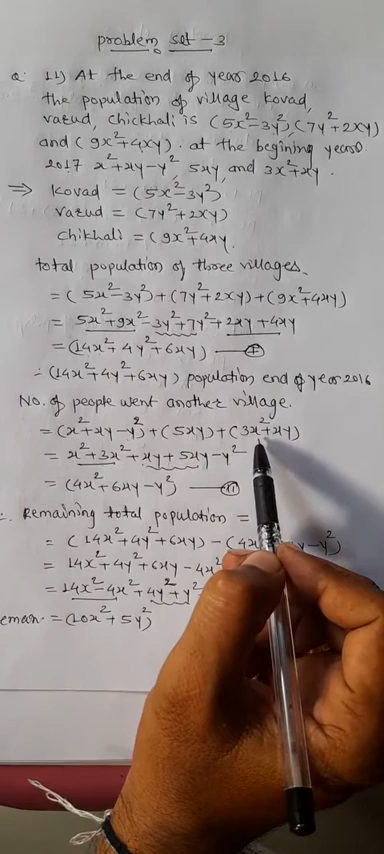 problem set - 3
Q. 11) At the end of year 2016
the population of village kovad,
varud, chickhali is (5x²-3y²), (7y²+2xy)
and (9x²+4xy). at the begining years
2017 x²+xy-y², 5xy, and 3x²+xy.
⇒ kovad = (5x²-3y²)
varud = (7y²+2xy)
chikhali = (9x²+4xy
total population of three villages.
= (5x²-3y²)+(7y²+2xy)+(9x²+4xy)
= 5x²+9x²-3y²+7y²+2xy+4xy
= (14x²+4y²+6xy) — I
∴ (14x²+4y²+6xy) population end of year 2016
No. of people went another village.
= (x²+xy-y²)+(5xy)+(3x²+xy)
= x²+3x²+xy+5xy-y²
= (4x²+6xy-y²) — II
∴ Remaining total population =
= (14x²+4y²+6xy) - (4x y-y²)
= 14x²+4y²+6xy-4x²
= 14x²-4x²+4y²+y²
= (10x²+5y²)